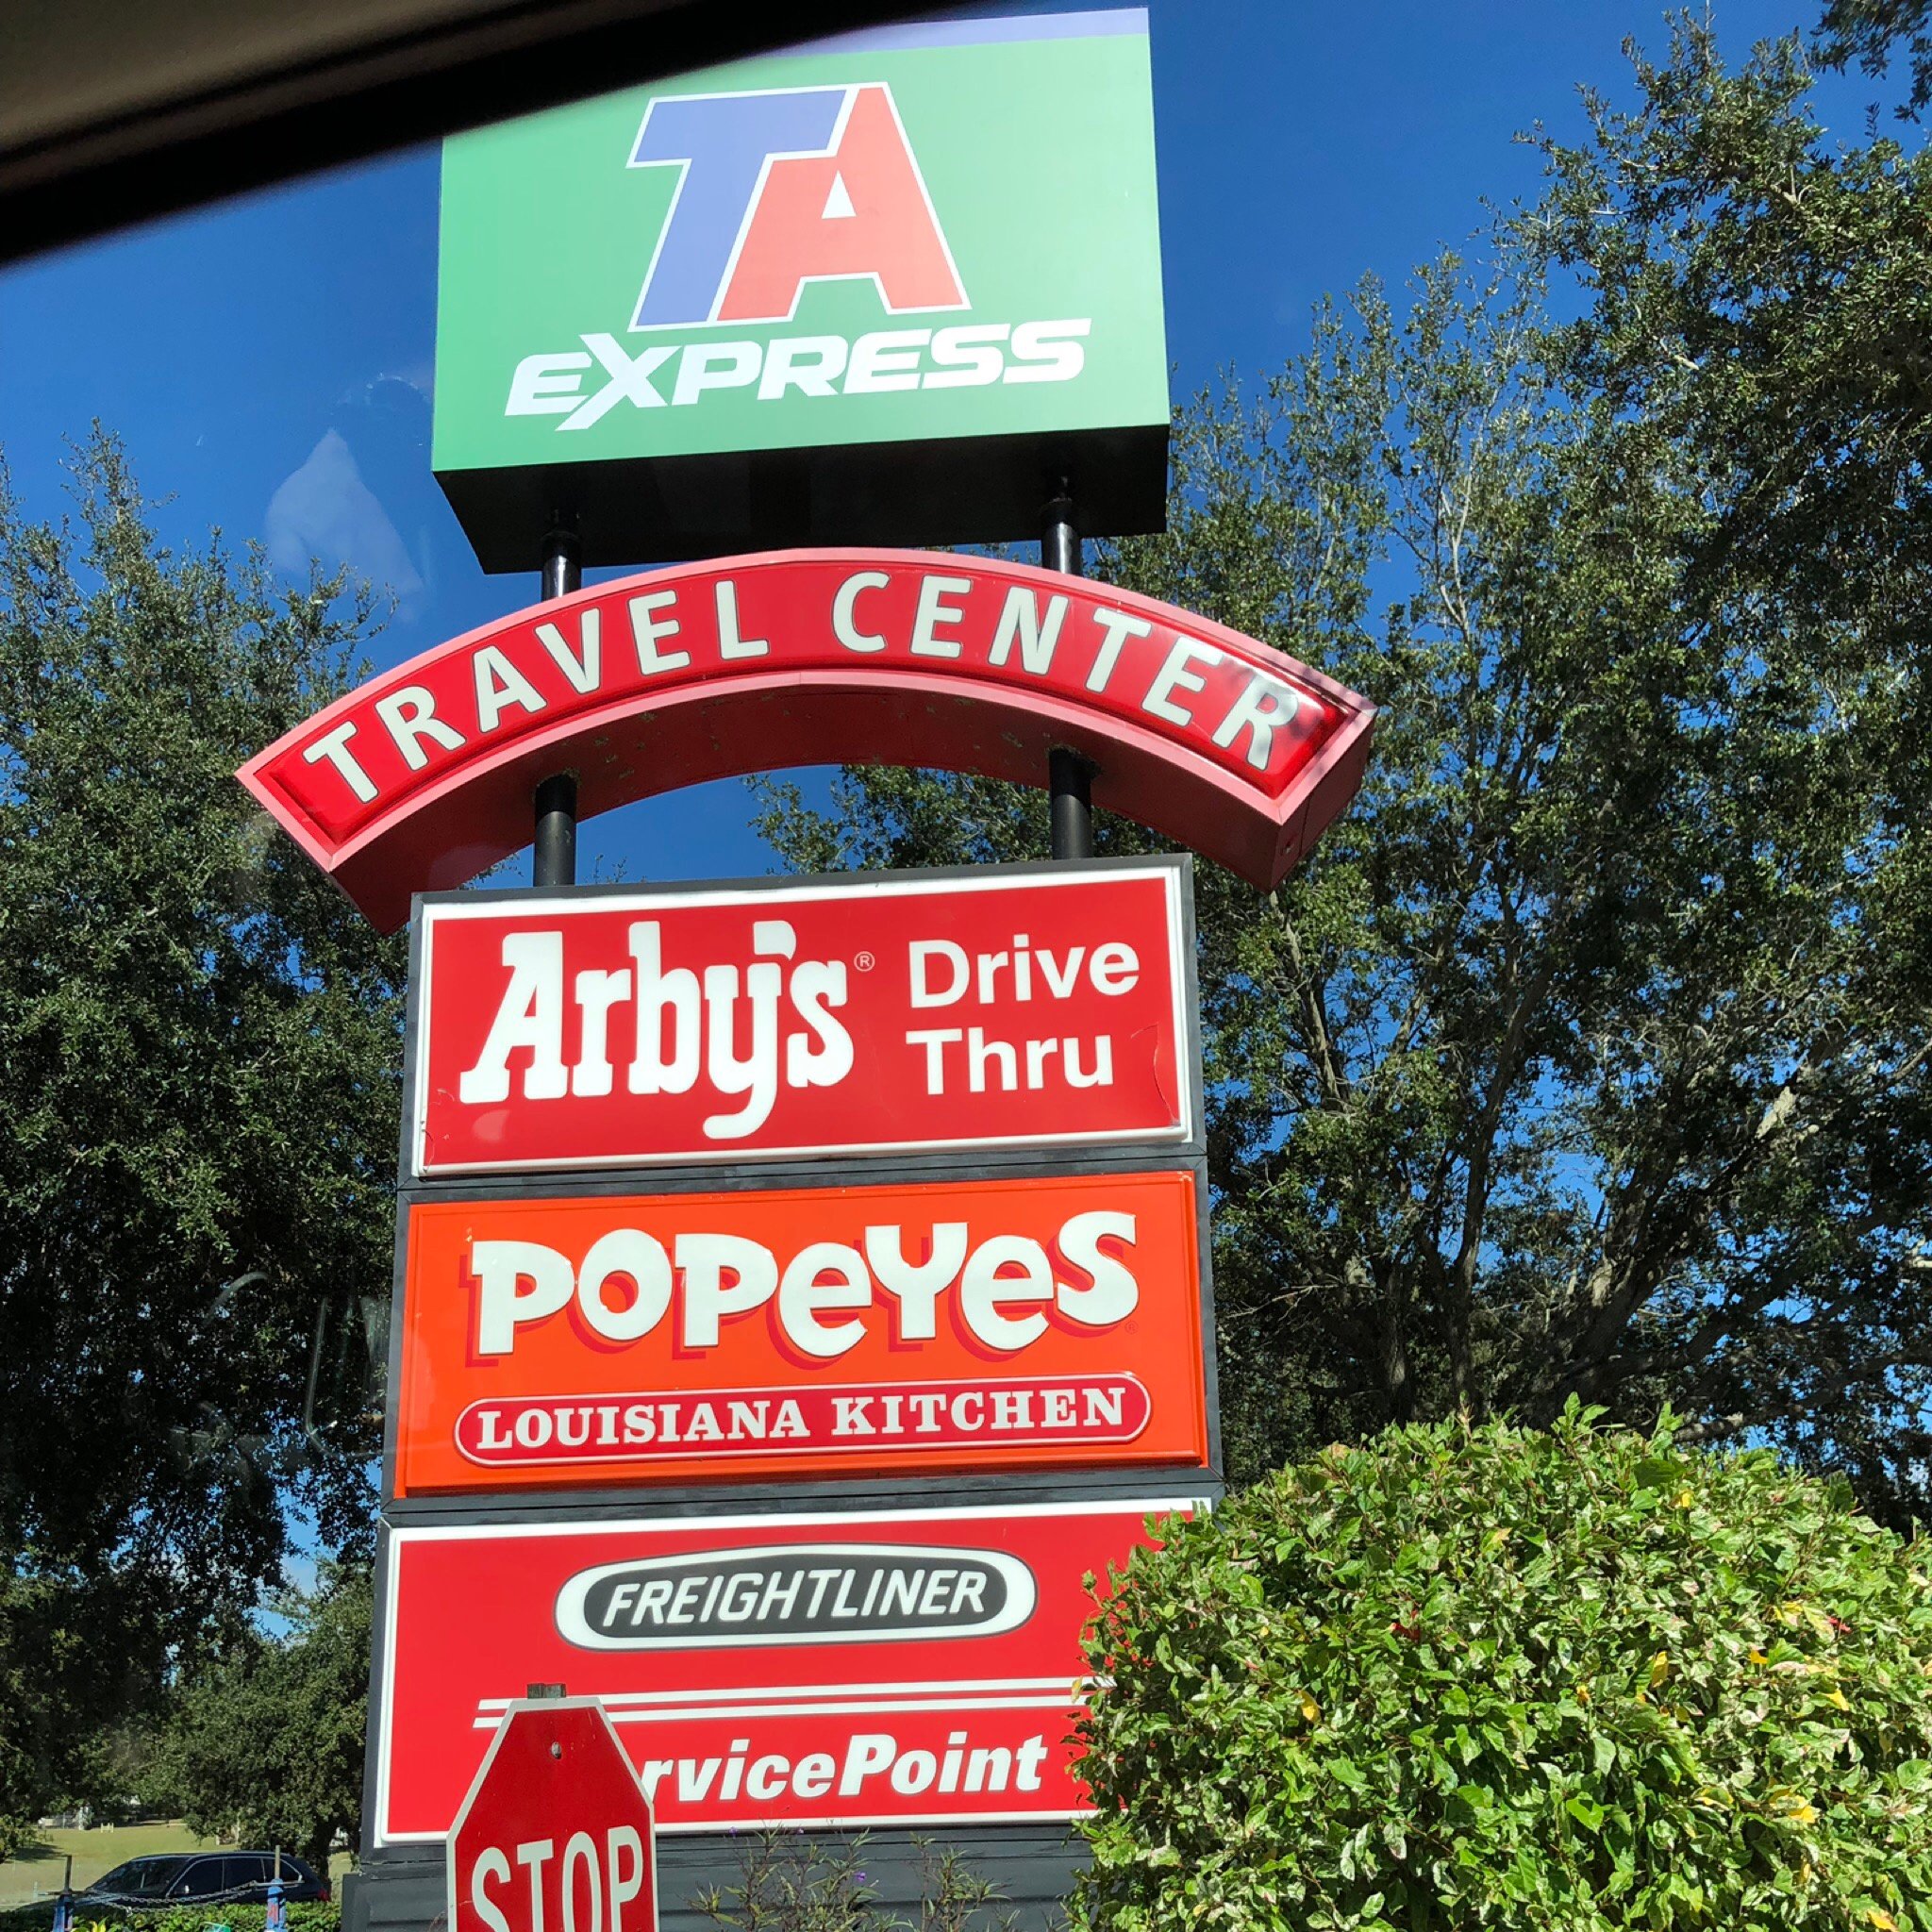 TA
EXPRESS
TRAVEL CENTER
Arby's® Drive
Thru
POPEYES
LOUISIANA KITCHEN
FREIGHTLINER
rvicePoint
STOP